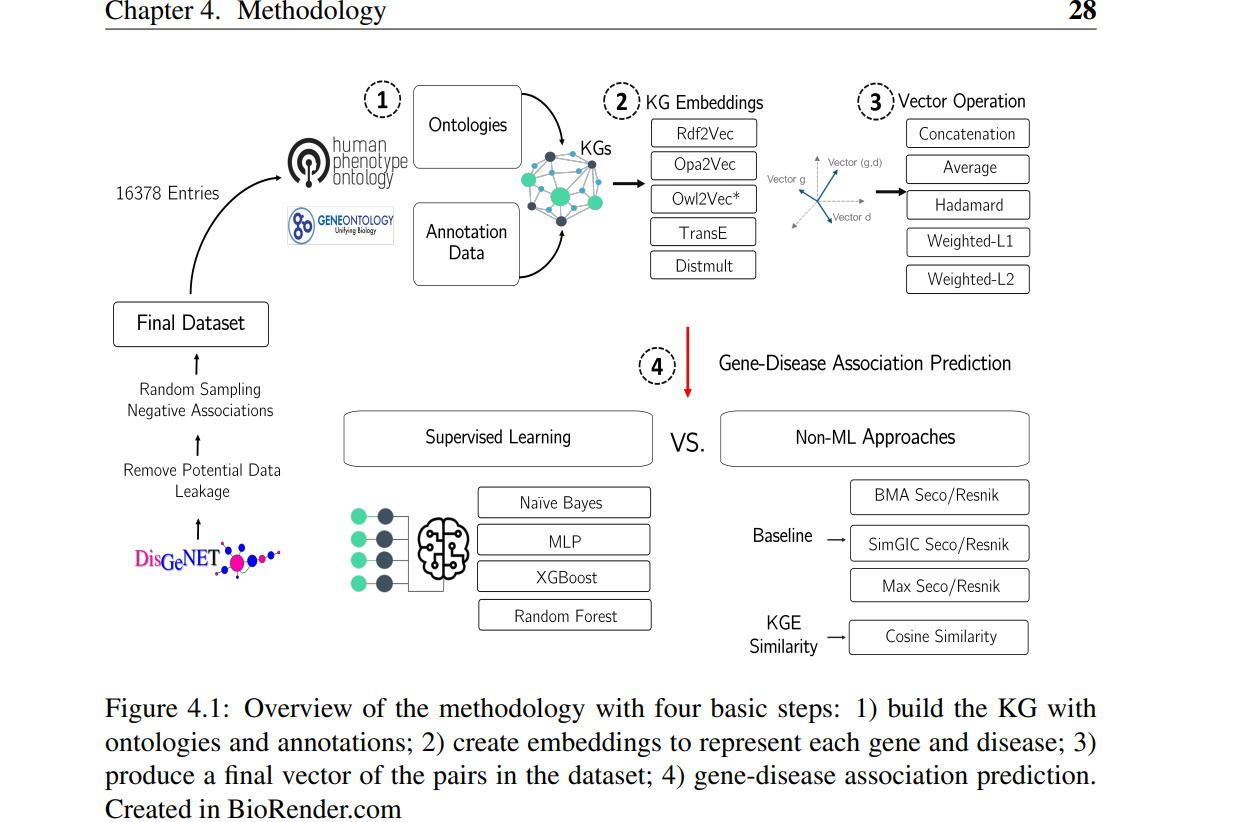 Chapter 4. Methodology 28
1
Ontologies
2
KG Embeddings
3
Vector Operation
KGs
human
phenotype
ontology
16378 Entries
GENEONTOLOGY
Unifying Biology
Annotation
Data
Rdf2Vec
Opa2Vec
Owl2Vec*
TransE
Distmult
Vector (g,d)
Vector g
Vector d
Concatenation
Average
Hadamard
Weighted-L1
Weighted-L2
Final Dataset
Random Sampling
Negative Associations
Remove Potential Data
Leakage
DisGeNET
4
Gene-Disease Association Prediction
Supervised Learning
VS.
Non-ML Approaches
Naïve Bayes
MLP
XGBoost
Random Forest
Baseline
BMA Seco/Resnik
SimGIC Seco/Resnik
Max Seco/Resnik
KGE
Similarity
Cosine Similarity
Figure 4.1: Overview of the methodology with four basic steps: 1) build the KG with
ontologies and annotations; 2) create embeddings to represent each gene and disease; 3)
produce a final vector of the pairs in the dataset; 4) gene-disease association prediction.
Created in BioRender.com